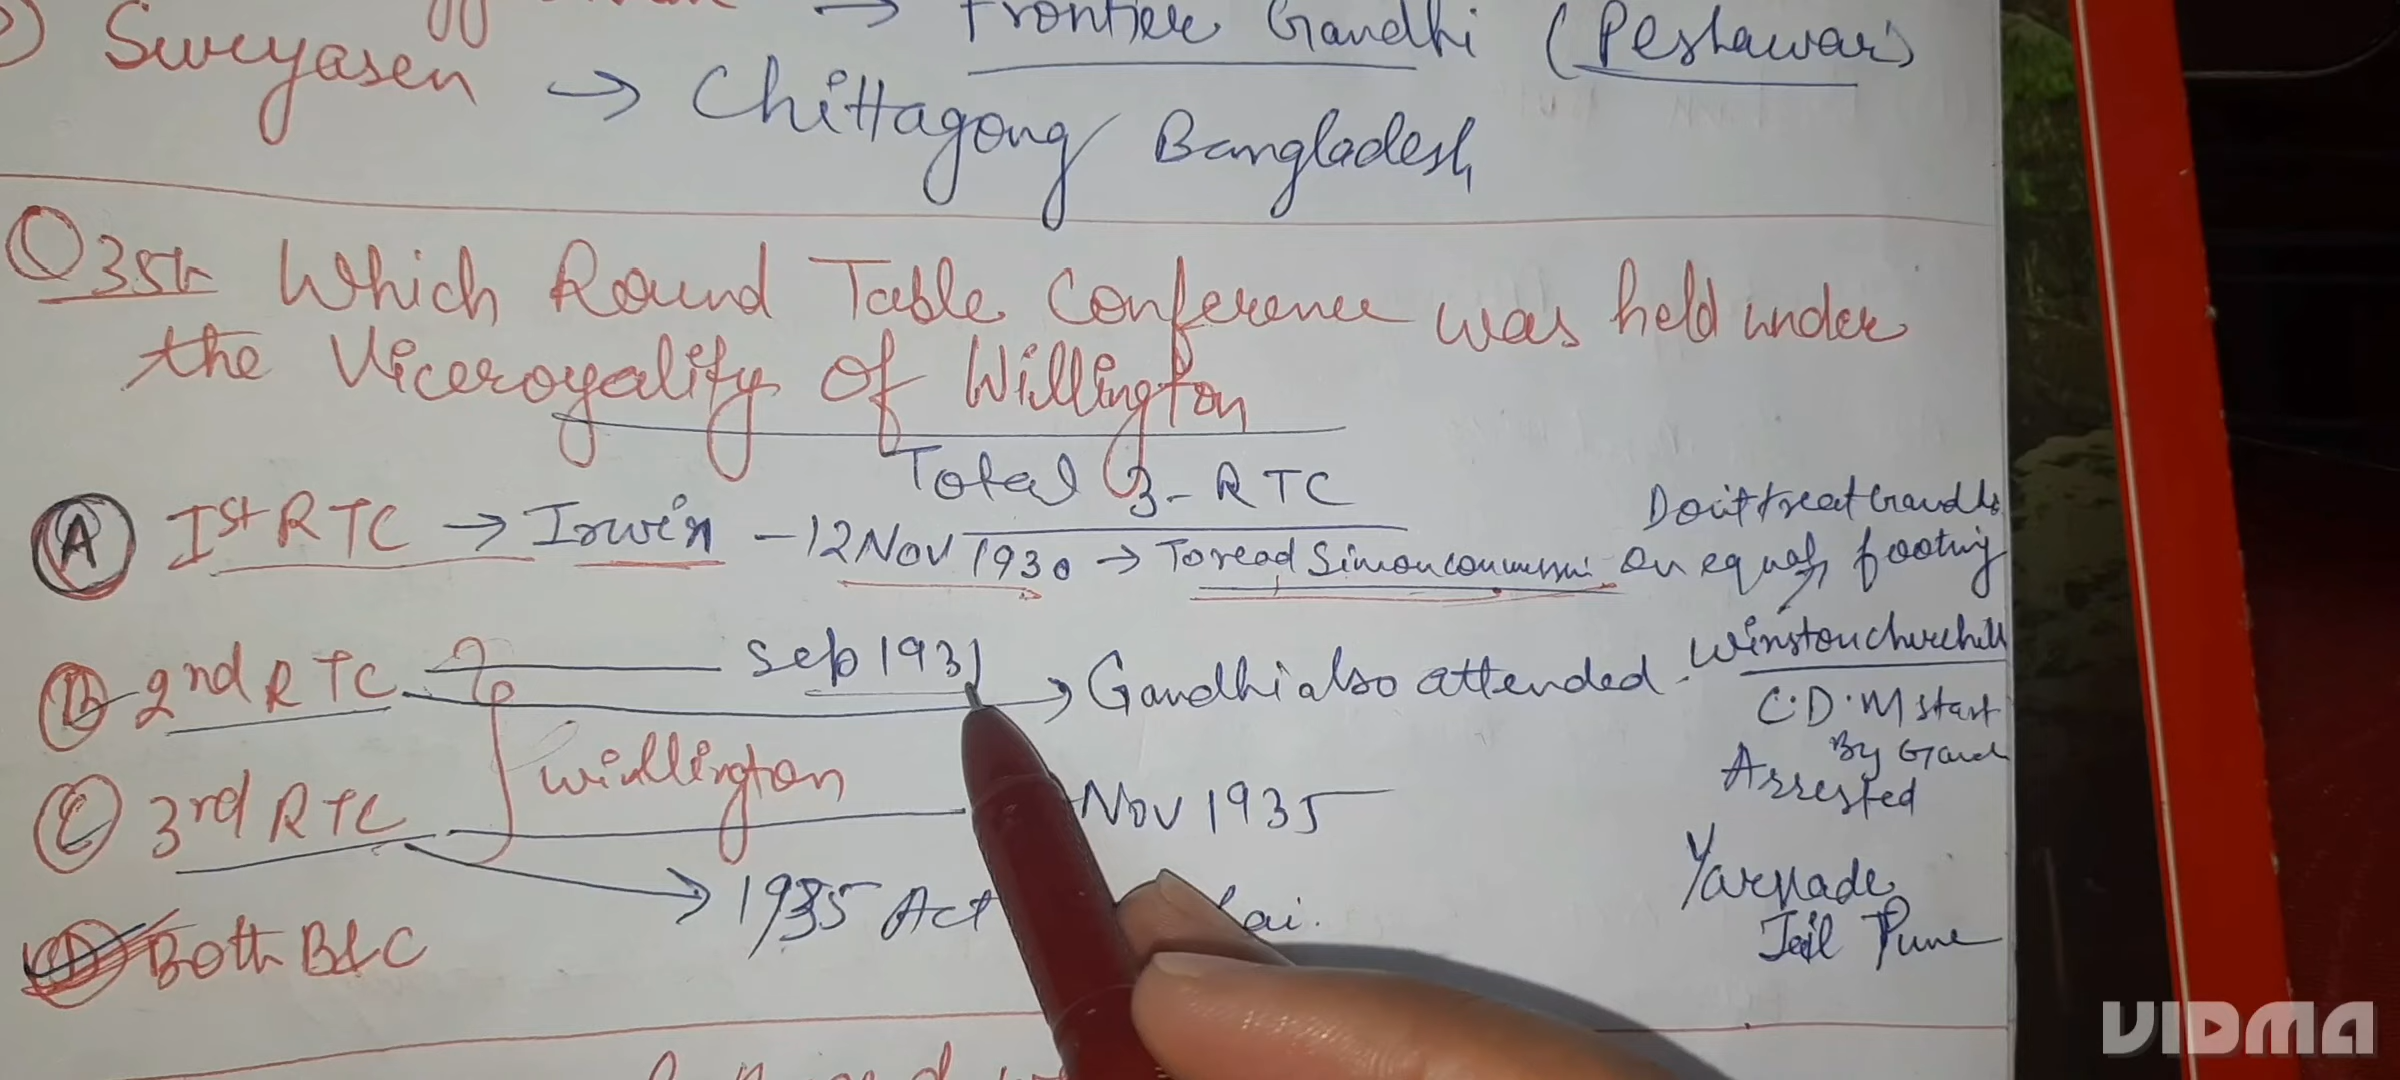 → Frontier Gandhi (Peshawar)
Suryasen → Chittagong Bangladesh
Q35th Which Round Table Conference was held under
the Viceroyality of Willington
Total 3-RTC
(A) Ist RTC → Irwin - 12 Nov 1930 → To read Simon
Don't treat Gandhi
on equal footing
(B) 2nd RTC Sep 1931 → Gandhi also attended - Winston churchill
C.D.M start
By Gand
Arrested
Willington
(C) 3rd RTC Nov 1935
→ 1935 Act
Jail Pune
(D) Both B&C
VIDMA